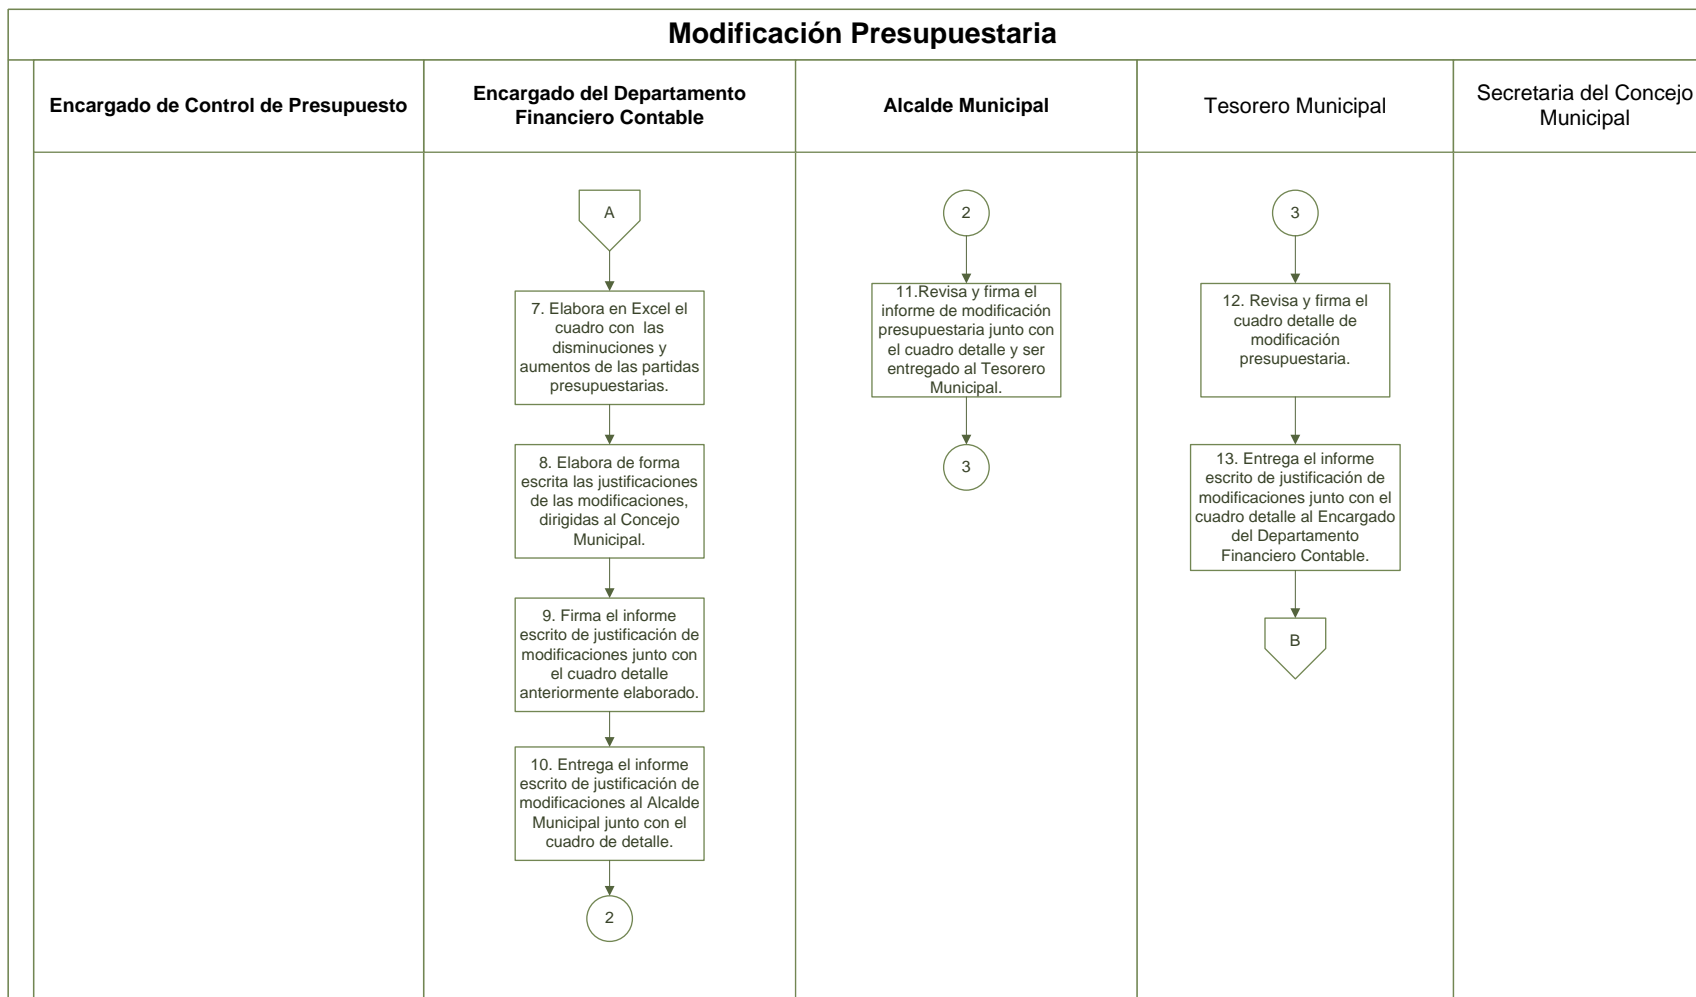 Modificación Presupuestaria
Encargado de Control de Presupuesto
Encargado del Departamento
Financiero Contable
Alcalde Municipal
Tesorero Municipal
Secretaria del Concejo
Municipal
A
7. Elabora en Excel el
cuadro con  las
disminuciones y
aumentos de las partidas
presupuestarias.
8. Elabora de forma
escrita las justificaciones
de las modificaciones,
dirigidas al Concejo
Municipal.
9. Firma el informe
escrito de justificación de
modificaciones junto con
el cuadro detalle
anteriormente elaborado.
10. Entrega el informe
escrito de justificación de
modificaciones al Alcalde
Municipal junto con el
cuadro de detalle.
2
2
11.Revisa y firma el
informe de modificación
presupuestaria junto con
el cuadro detalle y ser
entregado al Tesorero
Municipal.
3
3
12. Revisa y firma el
cuadro detalle de
modificación
presupuestaria.
13. Entrega el informe
escrito de justificación de
modificaciones junto con el
cuadro detalle al Encargado
del Departamento
Financiero Contable.
B